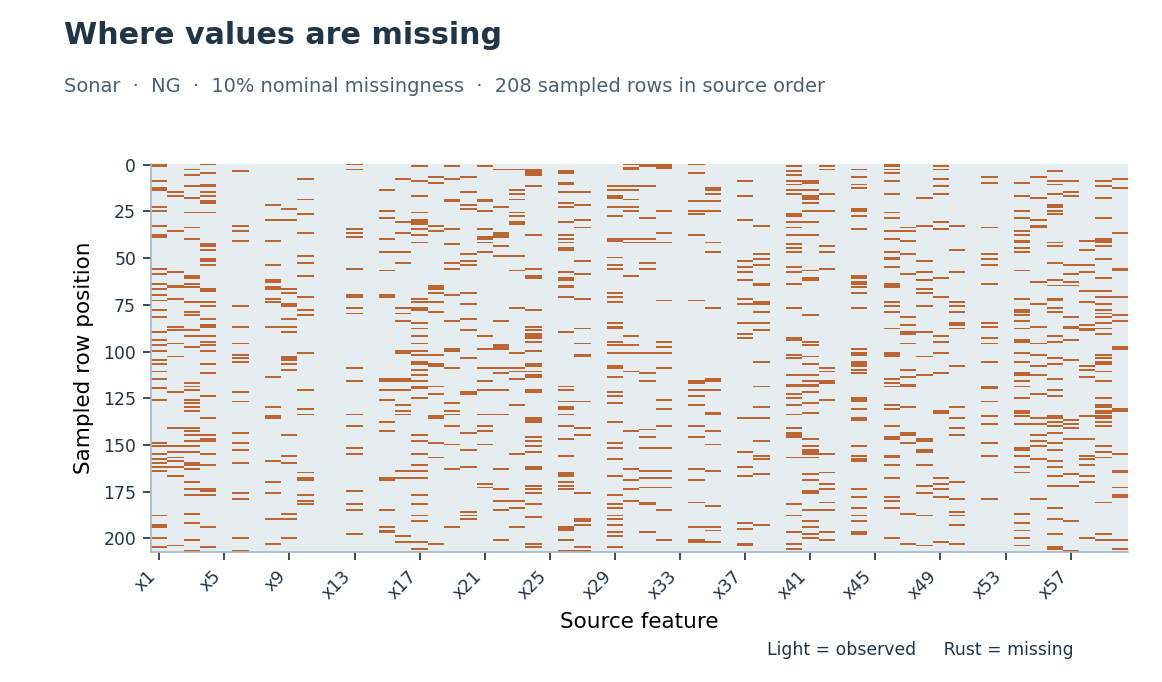 Where values are missing
Sonar · NG · 10% nominal missingness · 208 sampled rows in source order
0
25
50
75
100
125
150
175
200
Sampled row position
x1
x5
x9
x13
x17
x21
x25
x29
x33
x37
x41
x45
x49
x53
x57
Source feature
Light = observed Rust = missing